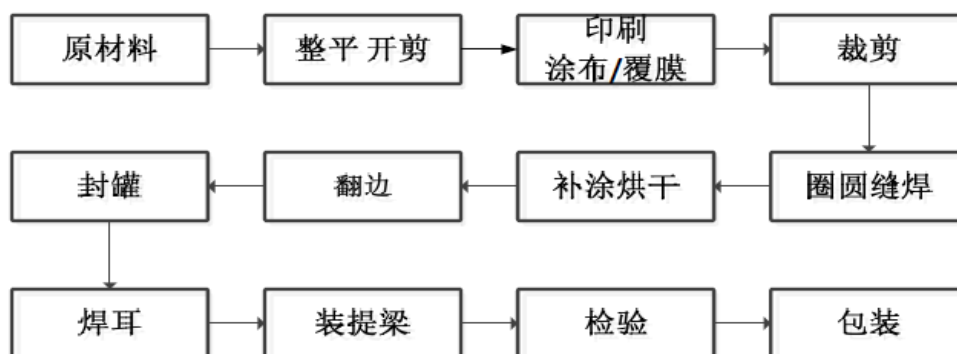 原材料
整平 开剪
印刷
涂布/覆膜
裁剪
圈圆缝焊
补涂烘干
翻边
封罐
焊耳
装提梁
检验
包装